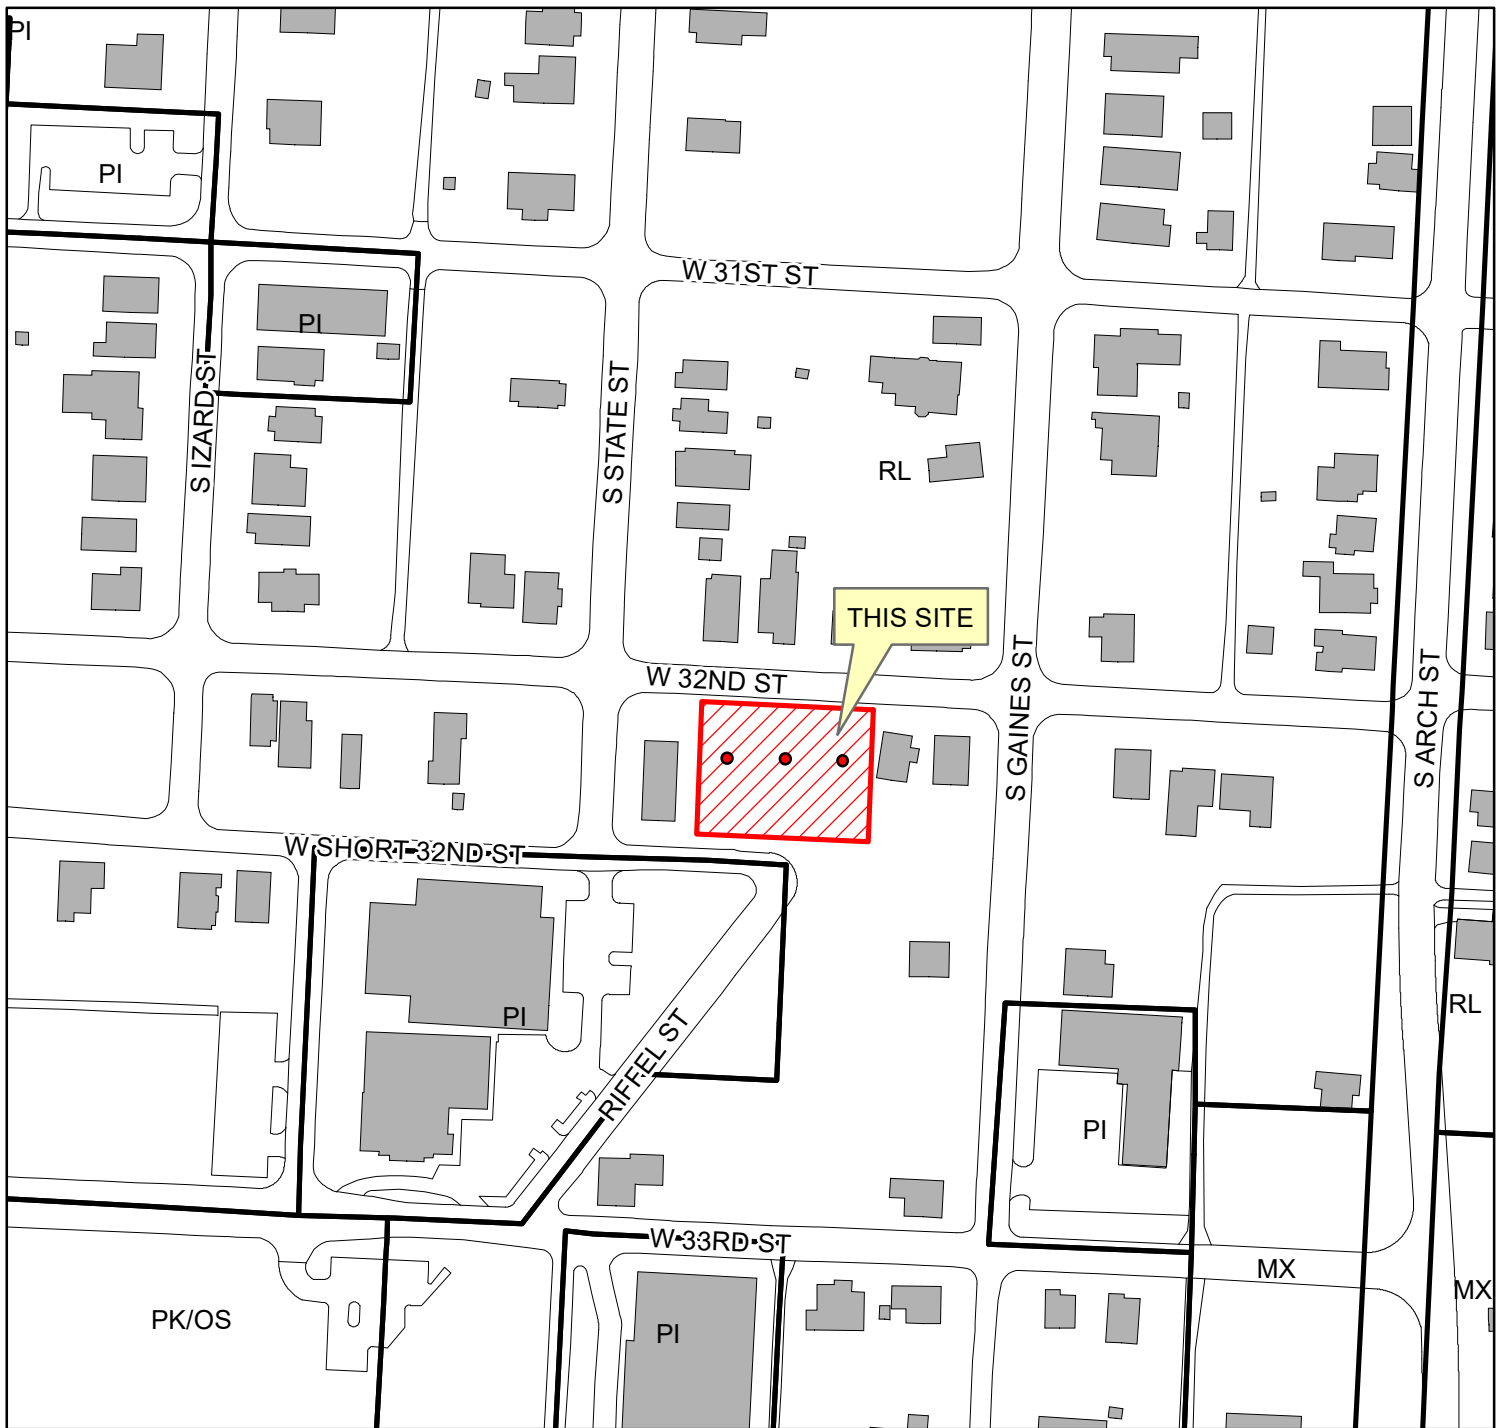 PI
PI
W 31ST ST
PI
S IZARD ST
S STATE ST
RL
THIS SITE
W 32ND ST
S GAINES ST
S ARCH ST
W SHORT 32ND ST
RL
PI
RIFFEL ST
PI
W 33RD ST
MX
MX
PK/OS
PI